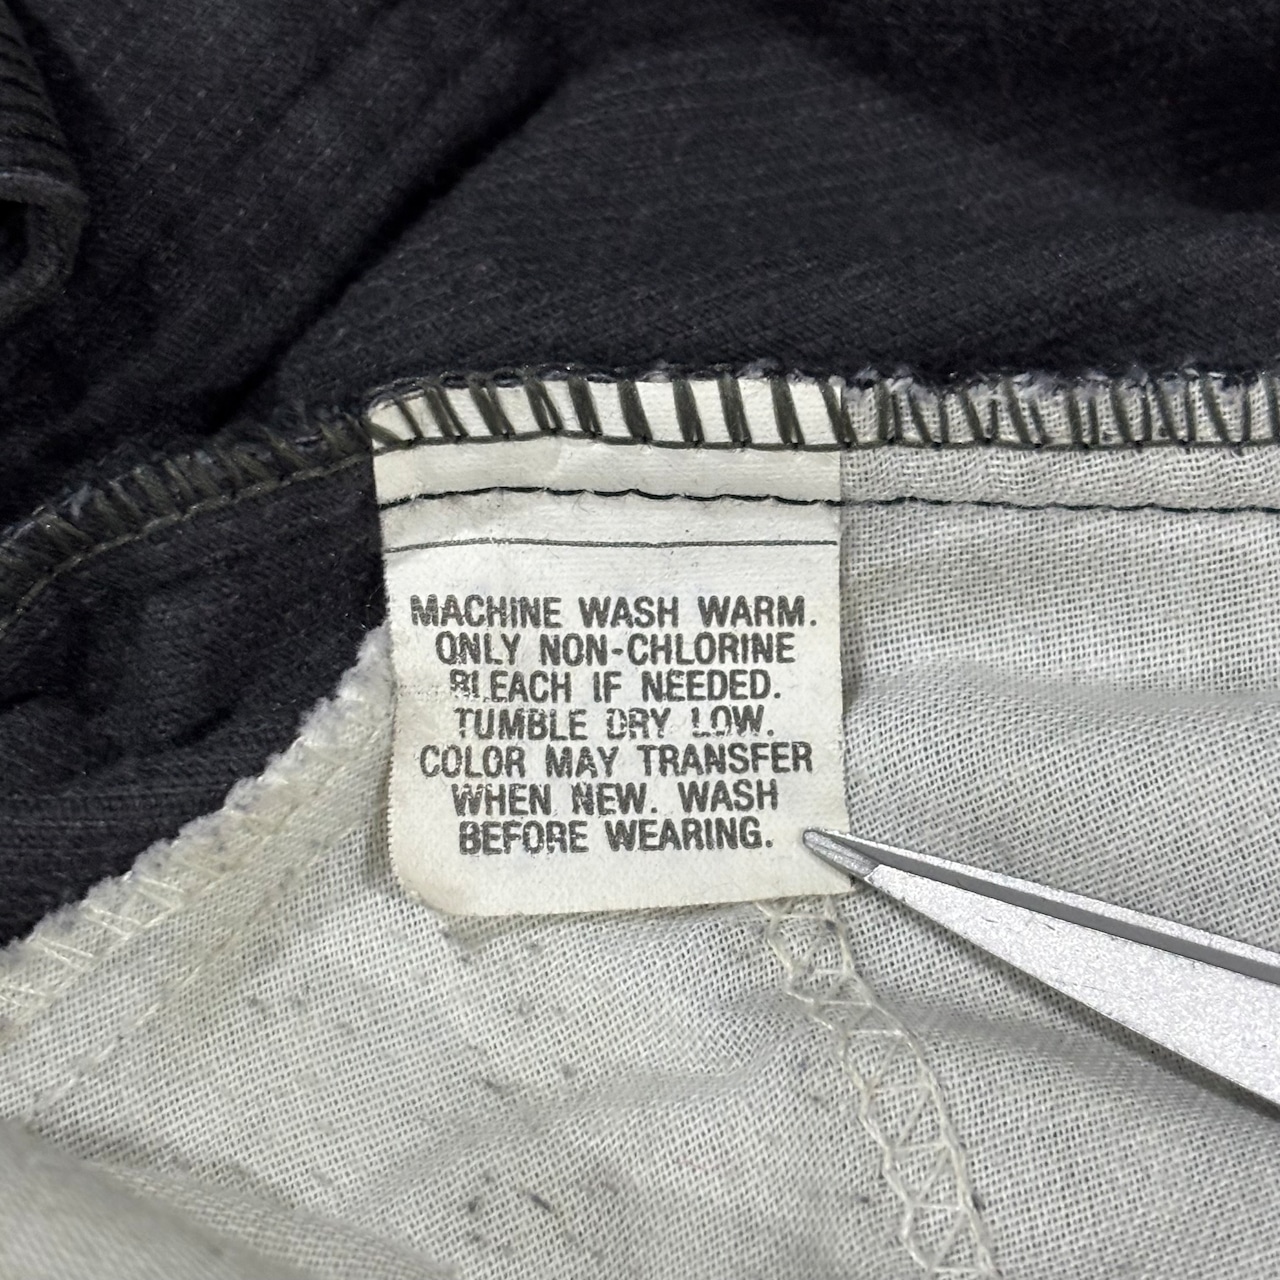 MACHINE WASH WARM.
ONLY NON-CHLORINE
BLEACH IF NEEDED.
TUMBLE DRY LOW.
COLOR MAY TRANSFER
WHEN NEW. WASH
BEFORE WEARING.